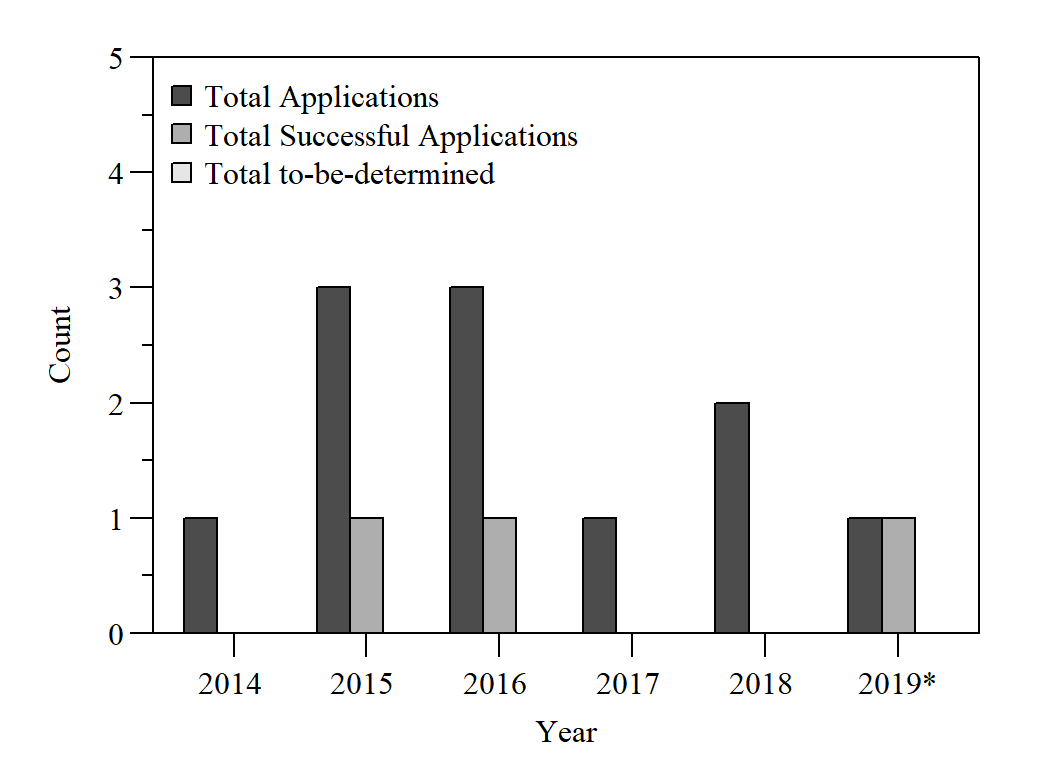 5
Total Applications
Total Successful Applications
4
Total to-be-determined
3
Count
2
1
0
2014 2015 2016 2017 2018 2019*
Year